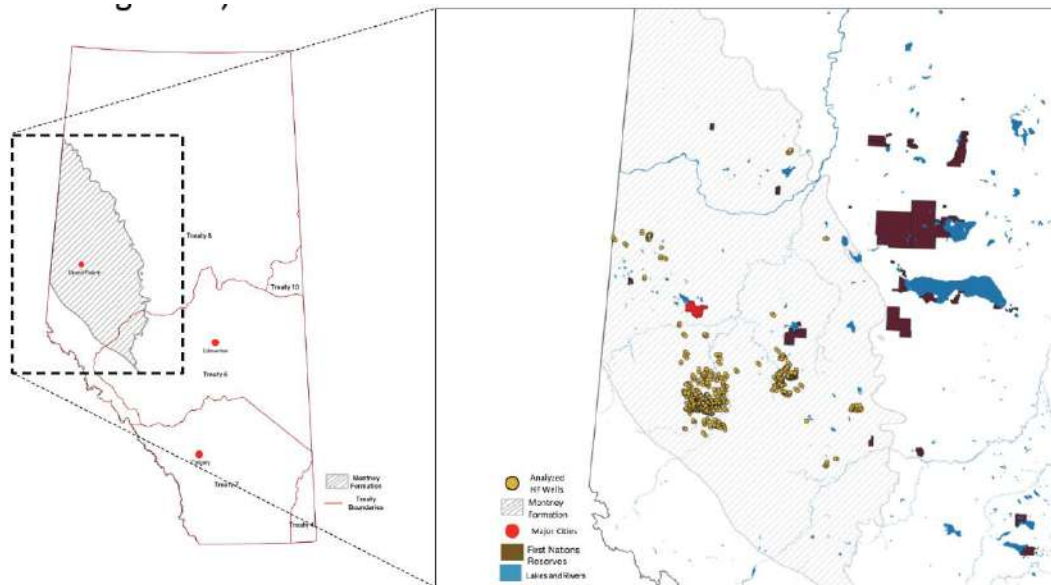 Treaty 8
Grand Prairie
Treaty 10
Edmonton
Treaty 6
Calgary
Treaty 7
Treaty 4
Montney
Formation
Treaty
Boundaries
Analyzed
HF Wells
Montney
Formation
Major Cities
First Nations
Reserves
Lakes and Rivers